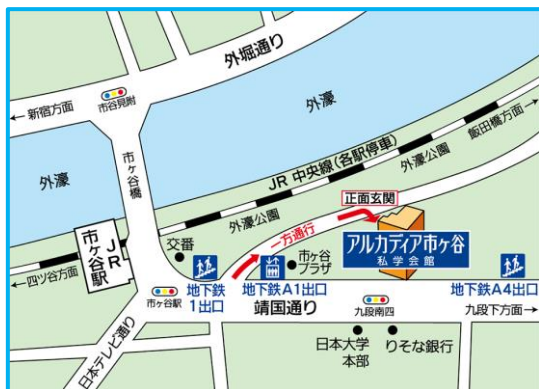 外堀通り
←新宿方面
市谷見附
外濠
飯田橋方面→
市ヶ谷橋
JR 中央線(各駅停車)
外濠公園
外濠
正面玄関
外濠公園
一方通行
アルカディア市ヶ谷
私学会館
JR
市ヶ谷駅
交番
市ヶ谷
プラザ
←四ツ谷方面
地下鉄
1出口
地下鉄A1出口
地下鉄A4出口
市ヶ谷駅
靖国通り
九段南四
九段下方面→
日本テレビ通り
日本大学
本部
りそな銀行